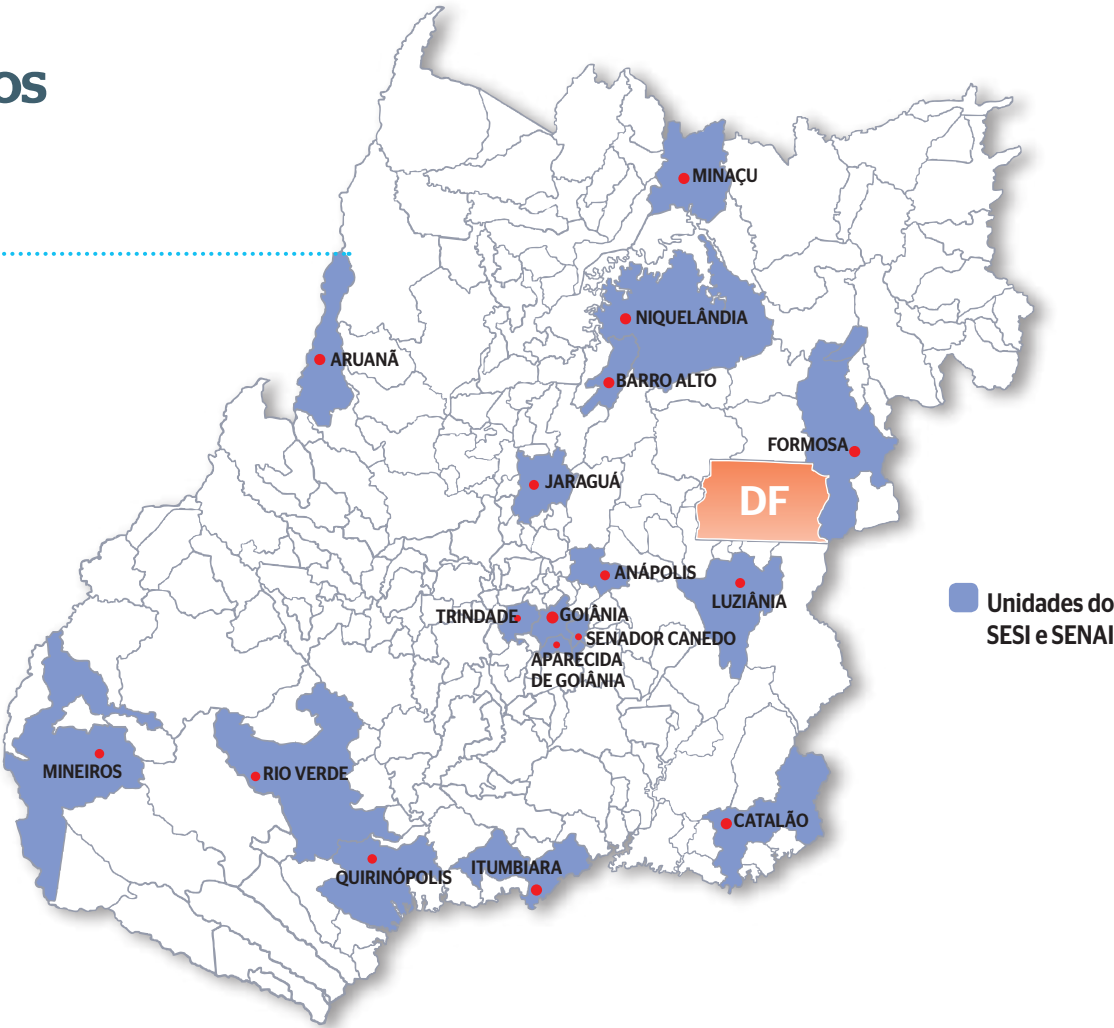 OS
MINAÇU
NIQUELÂNDIA
ARUANÃ
BARRO ALTO
FORMOSA
JARAGUÁ
DF
ANÁPOLIS
LUZIÂNIA
TRINDADE
GOIÂNIA
SENADOR CANEDO
APARECIDA
DE GOIÂNIA
Unidades do
SESI e SENAI
MINEIROS
RIO VERDE
CATALÃO
QUIRINÓPOLIS
ITUMBIARA